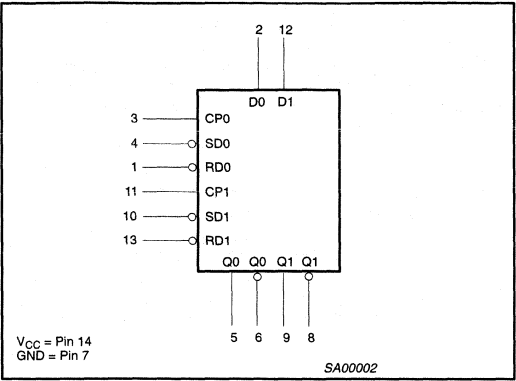 2 12
D0 D1
3 CP0
4 SD0
1 RD0
11 CP1
10 SD1
13 RD1
Q0 Q0 Q1 Q1
5 6 9 8
VCC = Pin 14
GND = Pin 7
SA00002